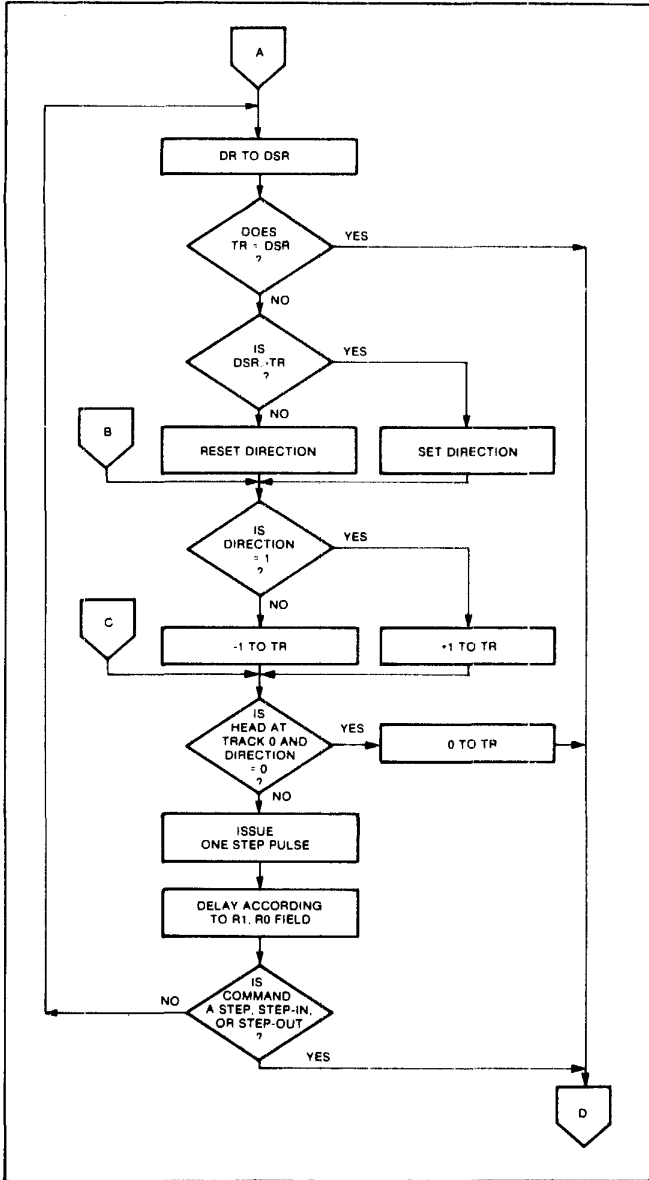 A
DR TO DSR
DOES
TR = DSR
?
YES
NO
IS
DSR>TR
?
YES
NO
B
RESET DIRECTION
SET DIRECTION
IS
DIRECTION
= 1
?
YES
NO
C
-1 TO TR
+1 TO TR
IS
HEAD AT
TRACK 0 AND
DIRECTION
= 0
?
YES
0 TO TR
NO
ISSUE
ONE STEP PULSE
DELAY ACCORDING
TO R1, R0 FIELD
IS
COMMAND
A STEP, STEP-IN,
OR STEP-OUT
?
NO
YES
D